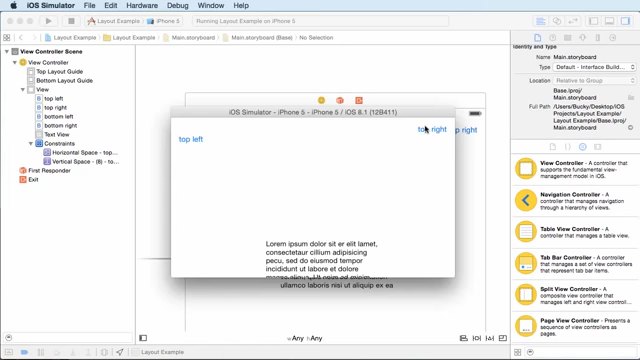 iOS Simulator File Edit Hardware Debug Window Help
Layout Example iPhone 5 Running Layout Example on iPhone 5
Layout Example Layout Example Main.storyboard Main.storyboard (Base) No Selection
View Controller Scene
View Controller
Top Layout Guide
Bottom Layout Guide
View
top left
top right
bottom left
bottom right
Text View
Constraints
Horizontal Space - top...
Vertical Space - (8) - to...
First Responder
Exit
iOS Simulator - iPhone 5 - iPhone 5 / iOS 8.1 (12B411)
top right
p right
top left
Lorem ipsum dolor sit er elit lamet,
consectetaur cillium adipisicing
pecu, sed do eiusmod tempor
incididunt ut labore et dolore
ullamco laboris nisi ut aliquip ex ea
wAny hAny
Layout Example
Identity and Type
Name Main.storyboard
Type Default - Interface Build...
Location Relative to Group
Base.lproj/
Main.storyboard
Full Path /Users/Bucky/Desktop/iOS
Projects/Layout Example/
Layout Example/Base.lproj/
Main.storyboard
View Controller - A
controller that supports
the fundamental view-
management model in iOS.
Navigation Controller - A
controller that manages navigation
through a hierarchy of views.
Table View Controller - A
controller that manages a table view.
Tab Bar Controller - A controller
that manages a set of view controllers
that represent tab bar items.
Split View Controller - A
composite view controller that
manages left and right view control...
Page View Controller - Presents a
sequence of view controllers as
pages.